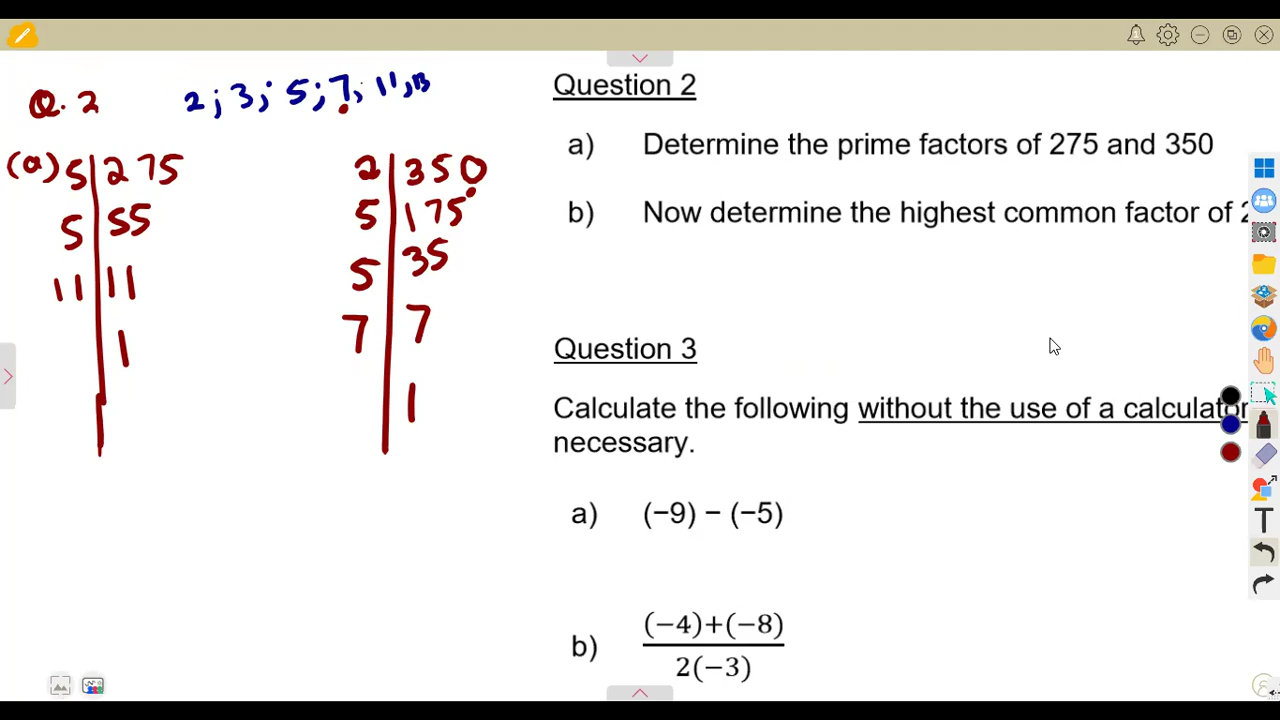 Q. 2
2 ; 3 ; 5 ; 7 ; 11 , 13
(a) 5 | 275
5 | 55
11 | 11
1
2 | 350
5 | 175
5 | 35
7 | 7
1
Question 2
a) Determine the prime factors of 275 and 350
b) Now determine the highest common factor of 2
Question 3
Calculate the following without the use of a calculator
necessary.
a) (−9) − (−5)
b) (−4)+(−8)
2(−3)
T